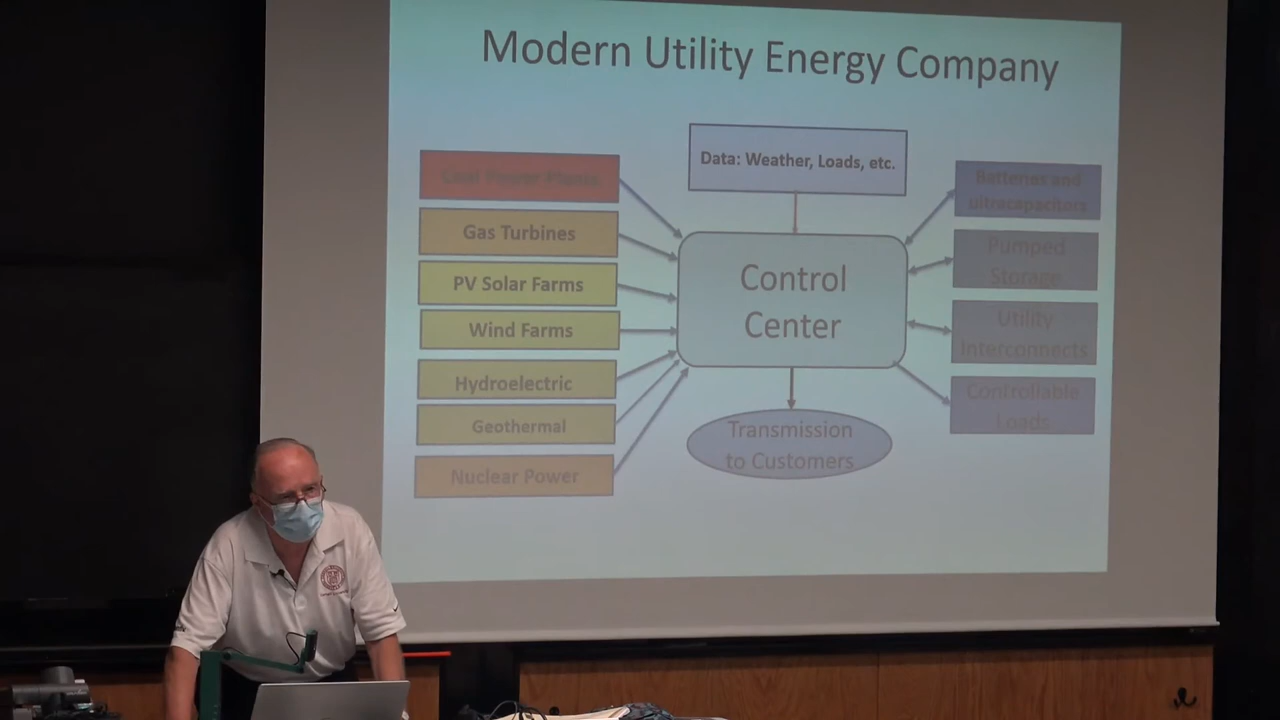 Modern Utility Energy Company
Data: Weather, Loads, etc.
Coal Power Plants
Gas Turbines
PV Solar Farms
Wind Farms
Hydroelectric
Geothermal
Nuclear Power
Control
Center
Transmission
to Customers
Batteries and
ultracapacitors
Pumped
Storage
Utility
Interconnects
Controllable
Loads